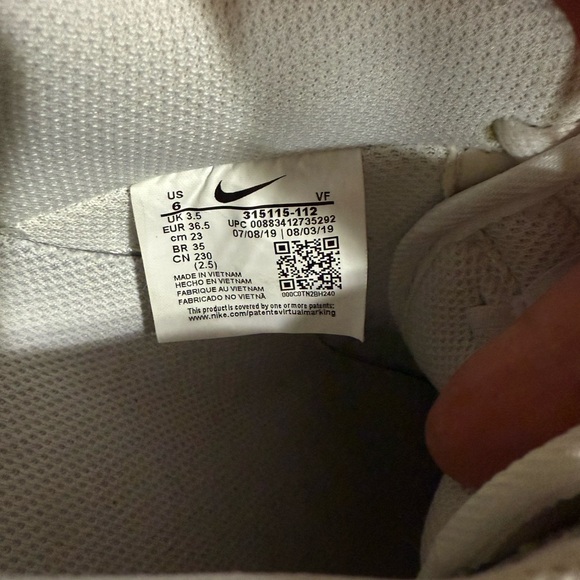 US
6
VF
UK 3.5
315115-112
EUR 36.5
UPC 00883412735292
cm 23
07/08/19 | 08/03/19
BR 35
CN 230
(2.5)
MADE IN VIETNAM
HECHO EN VIETNAM
FABRIQUE AU VIETNAM
FABRICADO NO VIETNÃ
000C0TN2BH240
This product is covered by one or more patents:
www.nike.com/patentsvirtualmarking